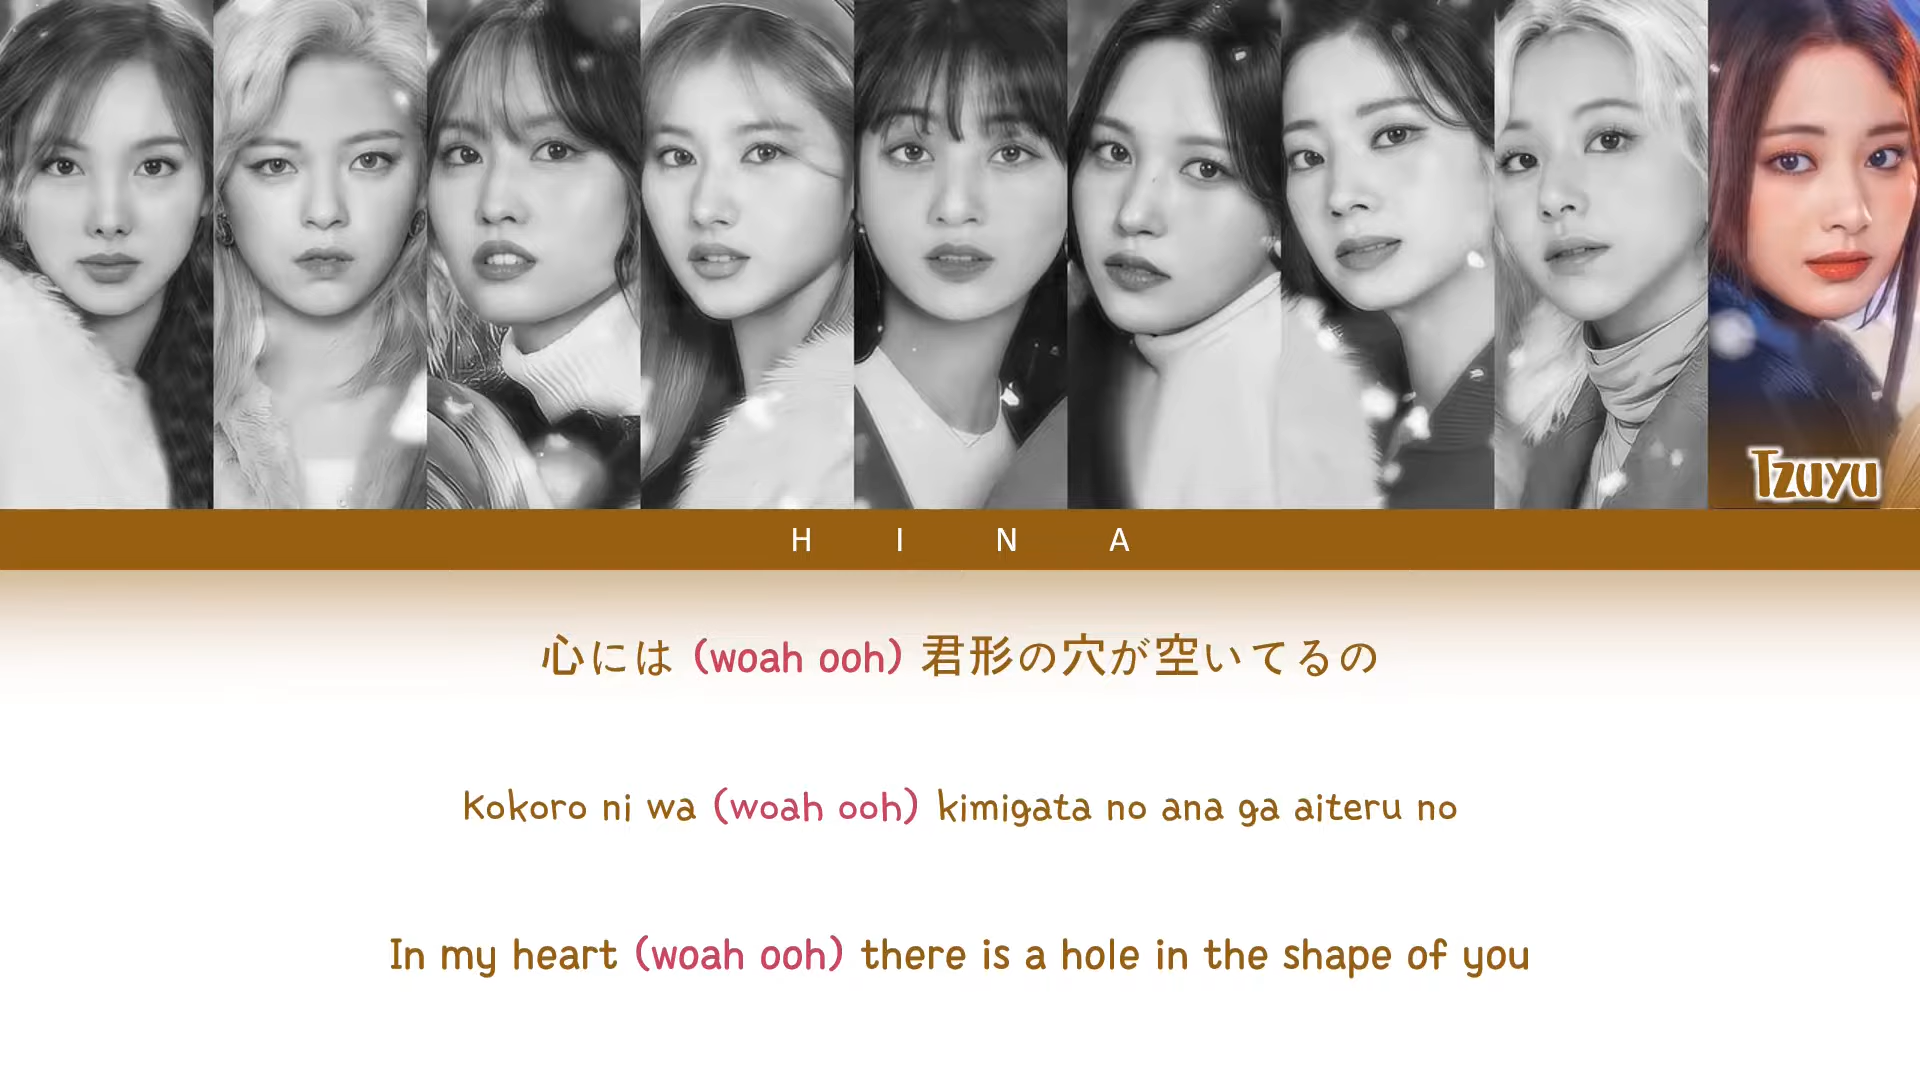 Tzuyu
H I N A
心には (woah ooh) 君形の穴が空いてるの
Kokoro ni wa (woah ooh) kimigata no ana ga aiteru no
In my heart (woah ooh) there is a hole in the shape of you